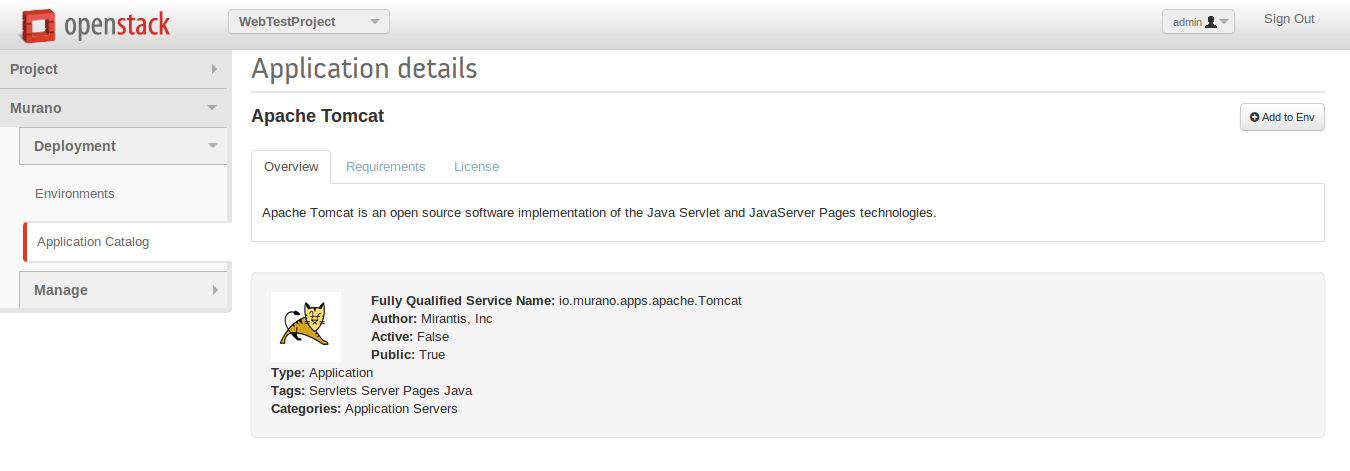 openstack
WebTestProject
admin
Sign Out
Project
Murano
Deployment
Environments
Application Catalog
Manage
Application details
Apache Tomcat
Add to Env
Overview Requirements License
Apache Tomcat is an open source software implementation of the Java Servlet and JavaServer Pages technologies.
Fully Qualified Service Name: io.murano.apps.apache.Tomcat
Author: Mirantis, Inc
Active: False
Public: True
Type: Application
Tags: Servlets Server Pages Java
Categories: Application Servers